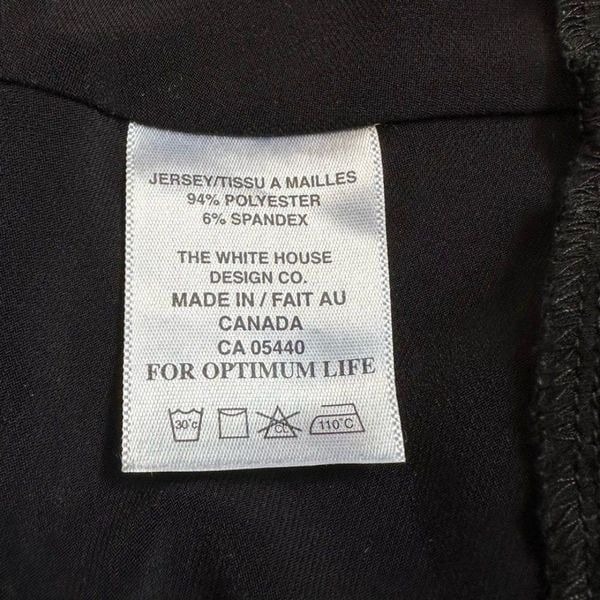 JERSEY/TISSU A MAILLES
94% POLYESTER
6% SPANDEX
THE WHITE HOUSE
DESIGN CO.
MADE IN / FAIT AU
CANADA
CA 05440
FOR OPTIMUM LIFE
30°c CL 110°C